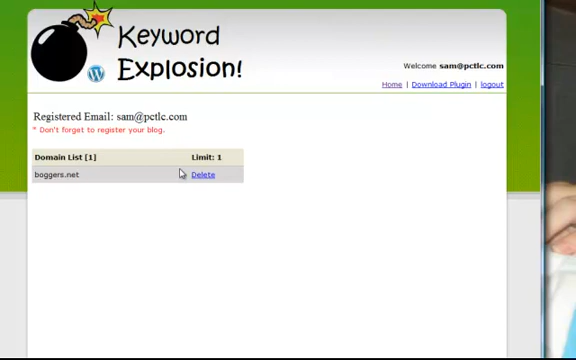 Keyword
Explosion!
Welcome sam@pctlc.com
Home | Download Plugin | logout
Registered Email: sam@pctlc.com
* Don't forget to register your blog.
Domain List [1] Limit: 1
boggers.net Delete